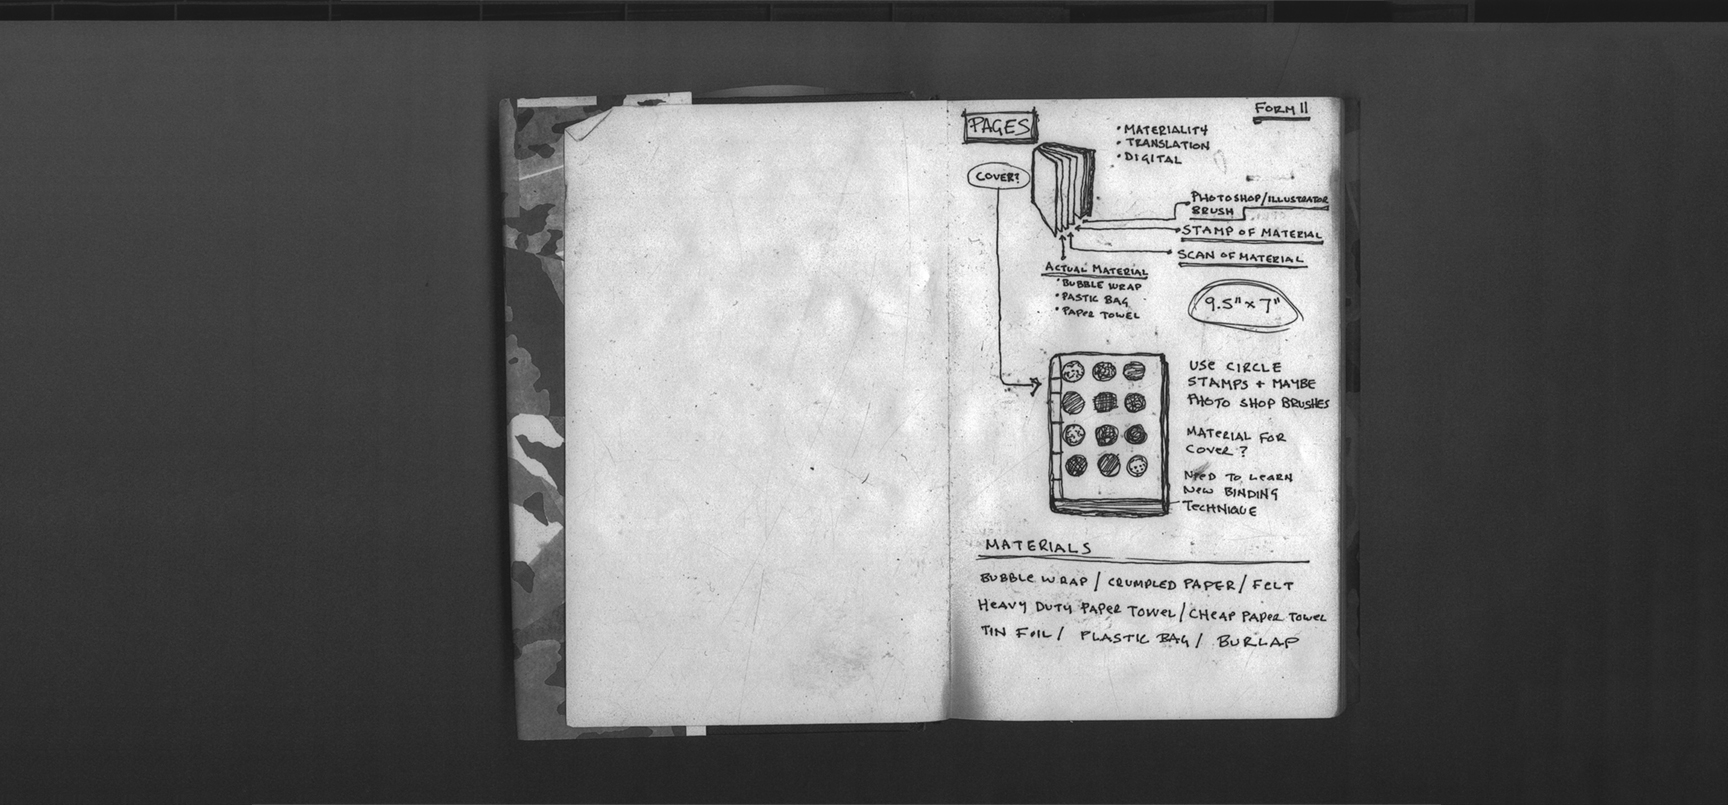 FORM II
PAGES
• MATERIALITY
• TRANSLATION
• DIGITAL
COVER?
PHOTOSHOP/ILLUSTRATOR
BRUSH
STAMP OF MATERIAL
SCAN OF MATERIAL
ACTUAL MATERIAL
• BUBBLE WRAP
• PASTIC BAG
• PAPER TOWEL
9.5" x 7"
USE CIRCLE
STAMPS + MAYBE
PHOTO SHOP BRUSHES
MATERIAL FOR
COVER?
NEED TO LEARN
NEW BINDING
TECHNIQUE
MATERIALS
BUBBLE WRAP / CRUMPLED PAPER / FELT
HEAVY DUTY PAPER TOWEL / CHEAP PAPER TOWEL
TIN FOIL / PLASTIC BAG / BURLAP